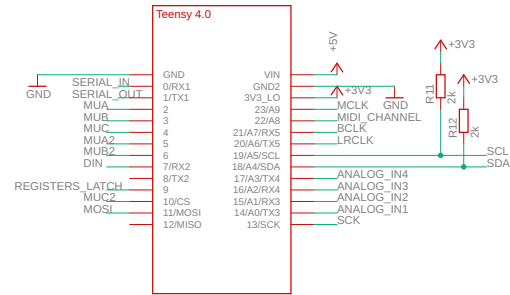 Teensy 4.0
+5V
+3V3
+3V3
R11
2k
R12
2k
GND
SERIAL_IN
SERIAL_OUT
MUA
MUB
MUC
MUA2
MUB2
DIN
REGISTERS_LATCH
MUC2
MOSI
GND VIN
0/RX1 GND2
1/TX1 3V3_LO
2 23/A9
3 22/A8
4 21/A7/RX5
5 20/A6/TX5
6 19/A5/SCL
7/RX2 18/A4/SDA
8/TX2 17/A3/TX4
9 16/A2/RX4
10/CS 15/A1/RX3
11/MOSI 14/A0/TX3
12/MISO 13/SCK
+3V3
GND
MCLK
MIDI_CHANNEL
BCLK
LRCLK
SCL
SDA
ANALOG_IN4
ANALOG_IN3
ANALOG_IN2
ANALOG_IN1
SCK